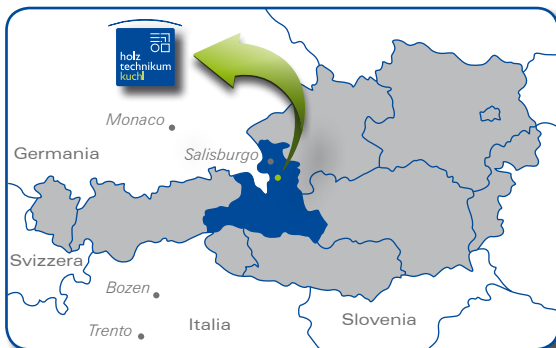 holz
technikum
kuchl
Monaco
Germania
Salisburgo
Svizzera
Bozen
Trento
Italia
Slovenia